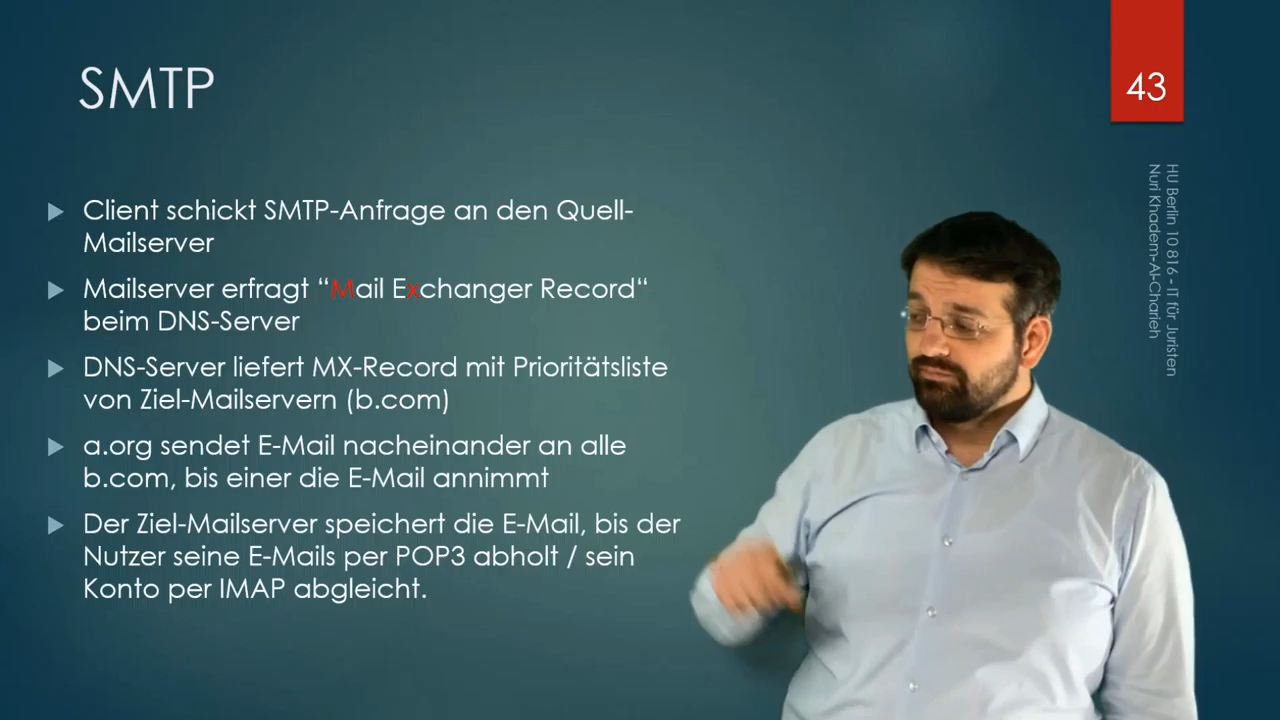 SMTP
43
Client schickt SMTP-Anfrage an den Quell-
Mailserver
Mailserver erfragt “Mail Exchanger Record“
beim DNS-Server
DNS-Server liefert MX-Record mit Prioritätsliste
von Ziel-Mailservern (b.com)
a.org sendet E-Mail nacheinander an alle
b.com, bis einer die E-Mail annimmt
Der Ziel-Mailserver speichert die E-Mail, bis der
Nutzer seine E-Mails per POP3 abholt / sein
Konto per IMAP abgleicht.
HU Berlin 10 816 - IT für Juristen
Nuri Khadem-Al-Charieh